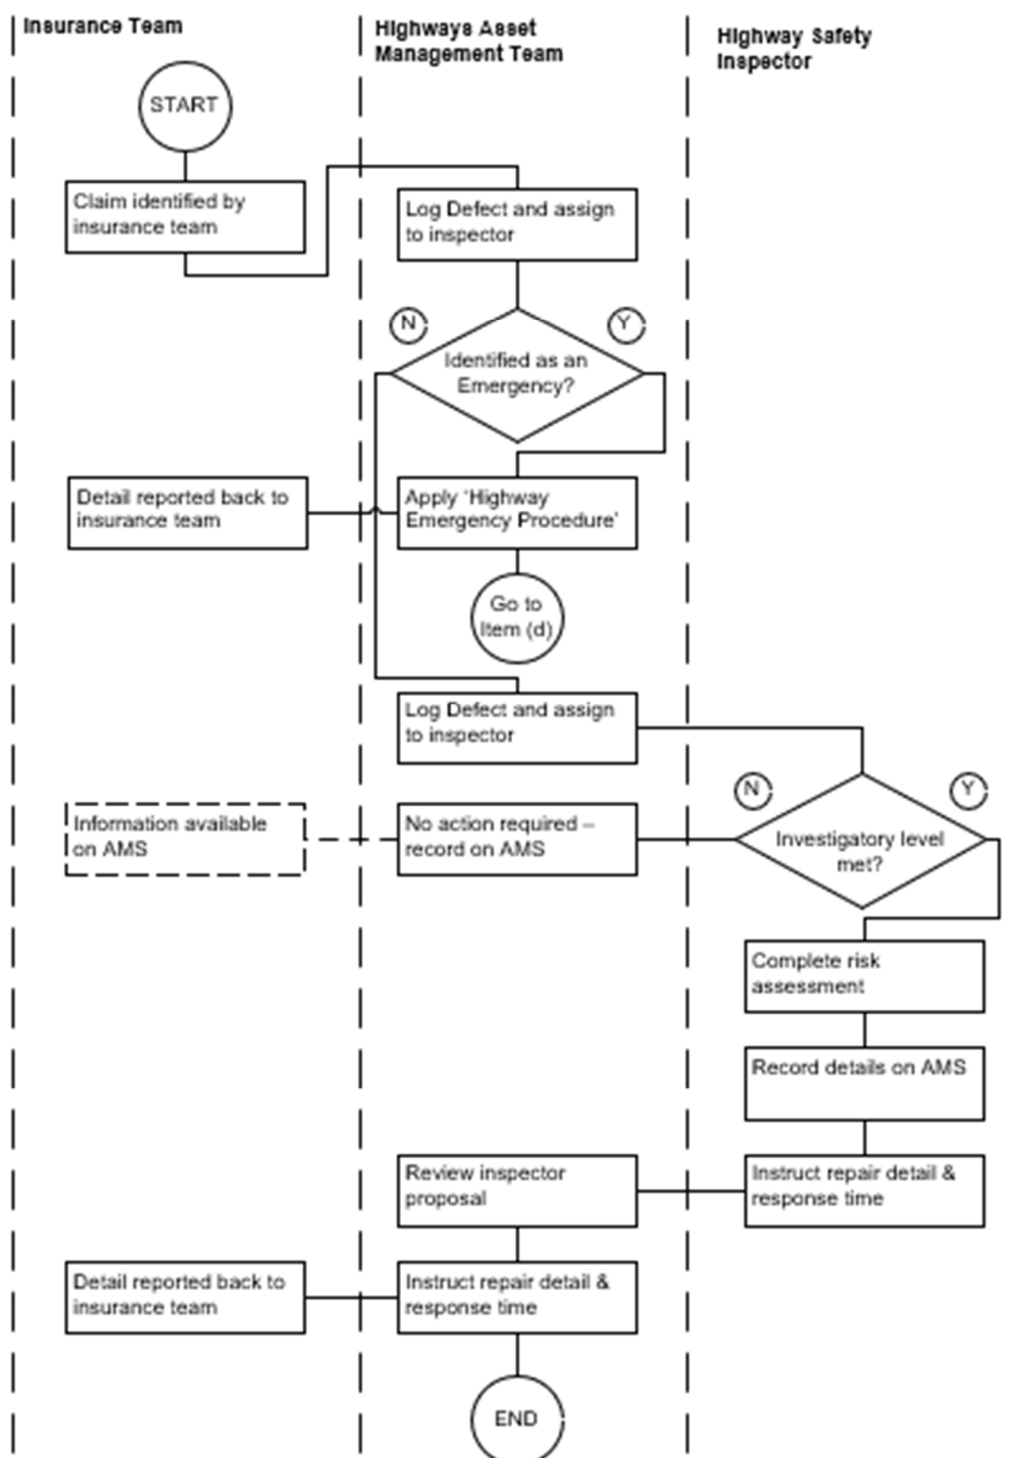 Insurance Team
Highways Asset
Management Team
Highway Safety
Inspector
START
Claim identified by
insurance team
Log Defect and assign
to inspector
N
Y
Identified as an
Emergency?
Detail reported back to
insurance team
Apply ‘Highway
Emergency Procedure’
Go to
Item (d)
Log Defect and assign
to inspector
N
Y
Information available
on AMS
No action required –
record on AMS
Investigatory level
met?
Complete risk
assessment
Record details on AMS
Review inspector
proposal
Instruct repair detail &
response time
Detail reported back to
insurance team
Instruct repair detail &
response time
END